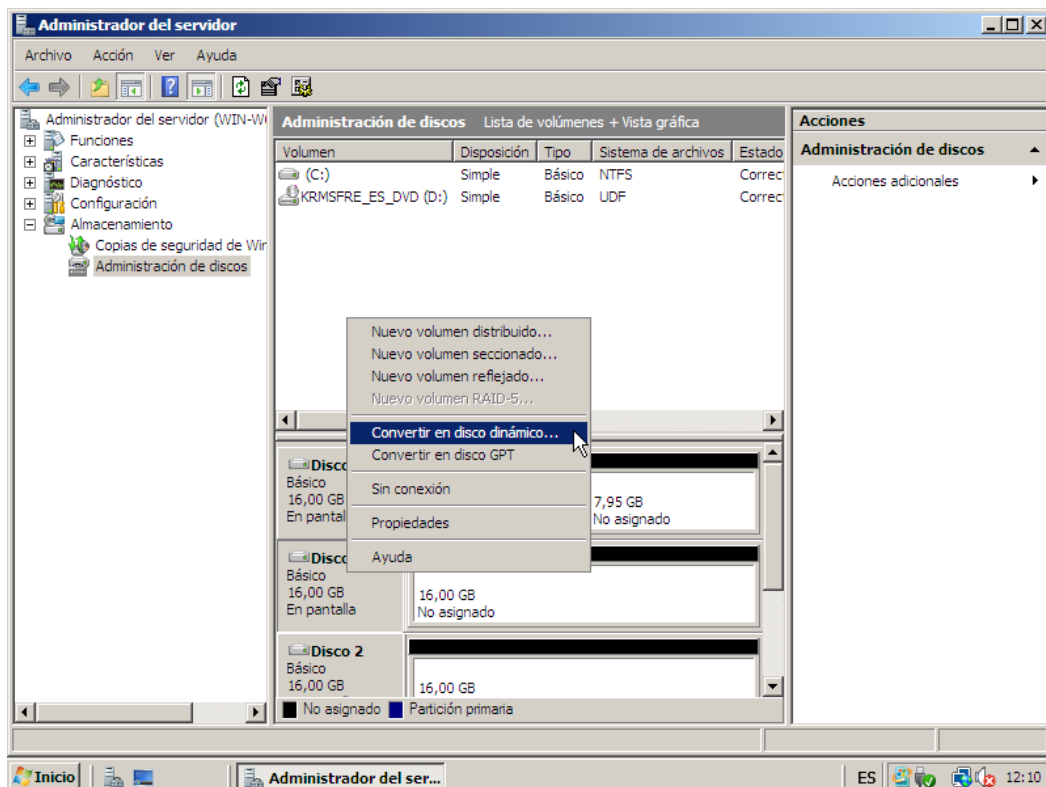 Administrador del servidor
Archivo Acción Ver Ayuda
Administrador del servidor (WIN-W
Funciones
Características
Diagnóstico
Configuración
Almacenamiento
Copias de seguridad de Wir
Administración de discos
Administración de discos Lista de volúmenes + Vista gráfica
Volumen Disposición Tipo Sistema de archivos Estado
(C:) Simple Básico NTFS Correc
KRMSFRE_ES_DVD (D:) Simple Básico UDF Correc
Nuevo volumen distribuido...
Nuevo volumen seccionado...
Nuevo volumen reflejado...
Nuevo volumen RAID-5...
Convertir en disco dinámico...
Convertir en disco GPT
Sin conexión
Propiedades
Ayuda
Disco
Básico
16,00 GB
En pantal
7,95 GB
No asignado
Disco
Básico
16,00 GB
En pantalla
16,00 GB
No asignado
Disco 2
Básico
16,00 GB
16,00 GB
No asignado Partición primaria
Acciones
Administración de discos
Acciones adicionales
Inicio
Administrador del ser...
ES
12:10